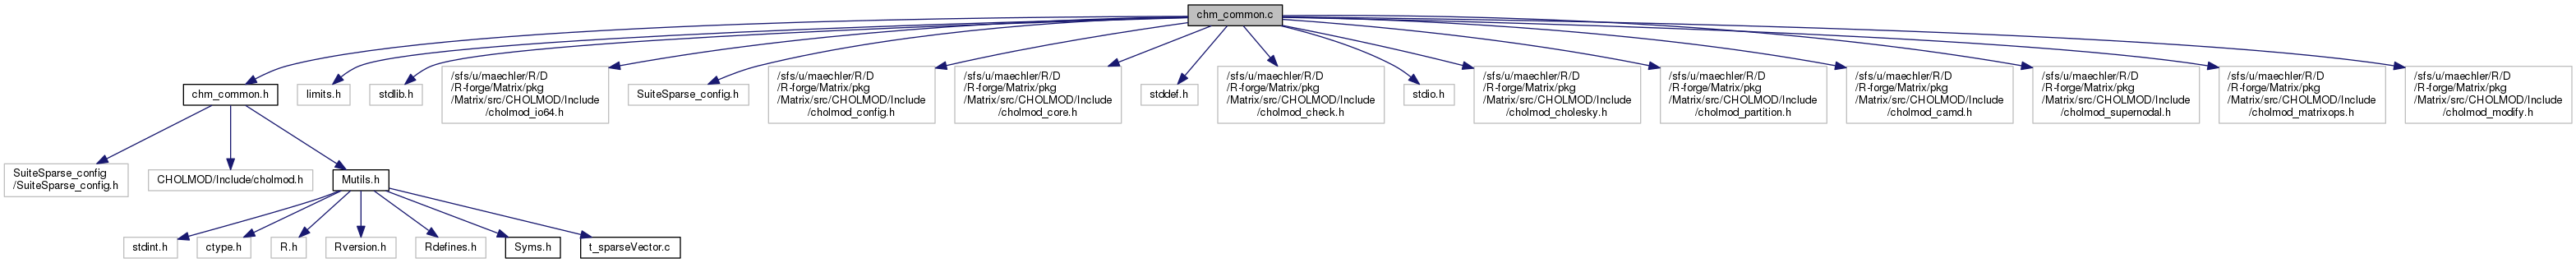 chm_common.c
chm_common.h
limits.h
stdlib.h
/sfs/u/maechler/R/D
/R-forge/Matrix/pkg
/Matrix/src/CHOLMOD/Include
/cholmod_io64.h
SuiteSparse_config.h
/sfs/u/maechler/R/D
/R-forge/Matrix/pkg
/Matrix/src/CHOLMOD/Include
/cholmod_config.h
/sfs/u/maechler/R/D
/R-forge/Matrix/pkg
/Matrix/src/CHOLMOD/Include
/cholmod_core.h
stddef.h
/sfs/u/maechler/R/D
/R-forge/Matrix/pkg
/Matrix/src/CHOLMOD/Include
/cholmod_check.h
stdio.h
/sfs/u/maechler/R/D
/R-forge/Matrix/pkg
/Matrix/src/CHOLMOD/Include
/cholmod_cholesky.h
/sfs/u/maechler/R/D
/R-forge/Matrix/pkg
/Matrix/src/CHOLMOD/Include
/cholmod_partition.h
/sfs/u/maechler/R/D
/R-forge/Matrix/pkg
/Matrix/src/CHOLMOD/Include
/cholmod_camd.h
/sfs/u/maechler/R/D
/R-forge/Matrix/pkg
/Matrix/src/CHOLMOD/Include
/cholmod_supernodal.h
/sfs/u/maechler/R/D
/R-forge/Matrix/pkg
/Matrix/src/CHOLMOD/Include
/cholmod_matrixops.h
/sfs/u/maechler/R/D
/R-forge/Matrix/pkg
/Matrix/src/CHOLMOD/Include
/cholmod_modify.h
SuiteSparse_config
/SuiteSparse_config.h
CHOLMOD/Include/cholmod.h
Mutils.h
stdint.h
ctype.h
R.h
Rversion.h
Rdefines.h
Syms.h
t_sparseVector.c